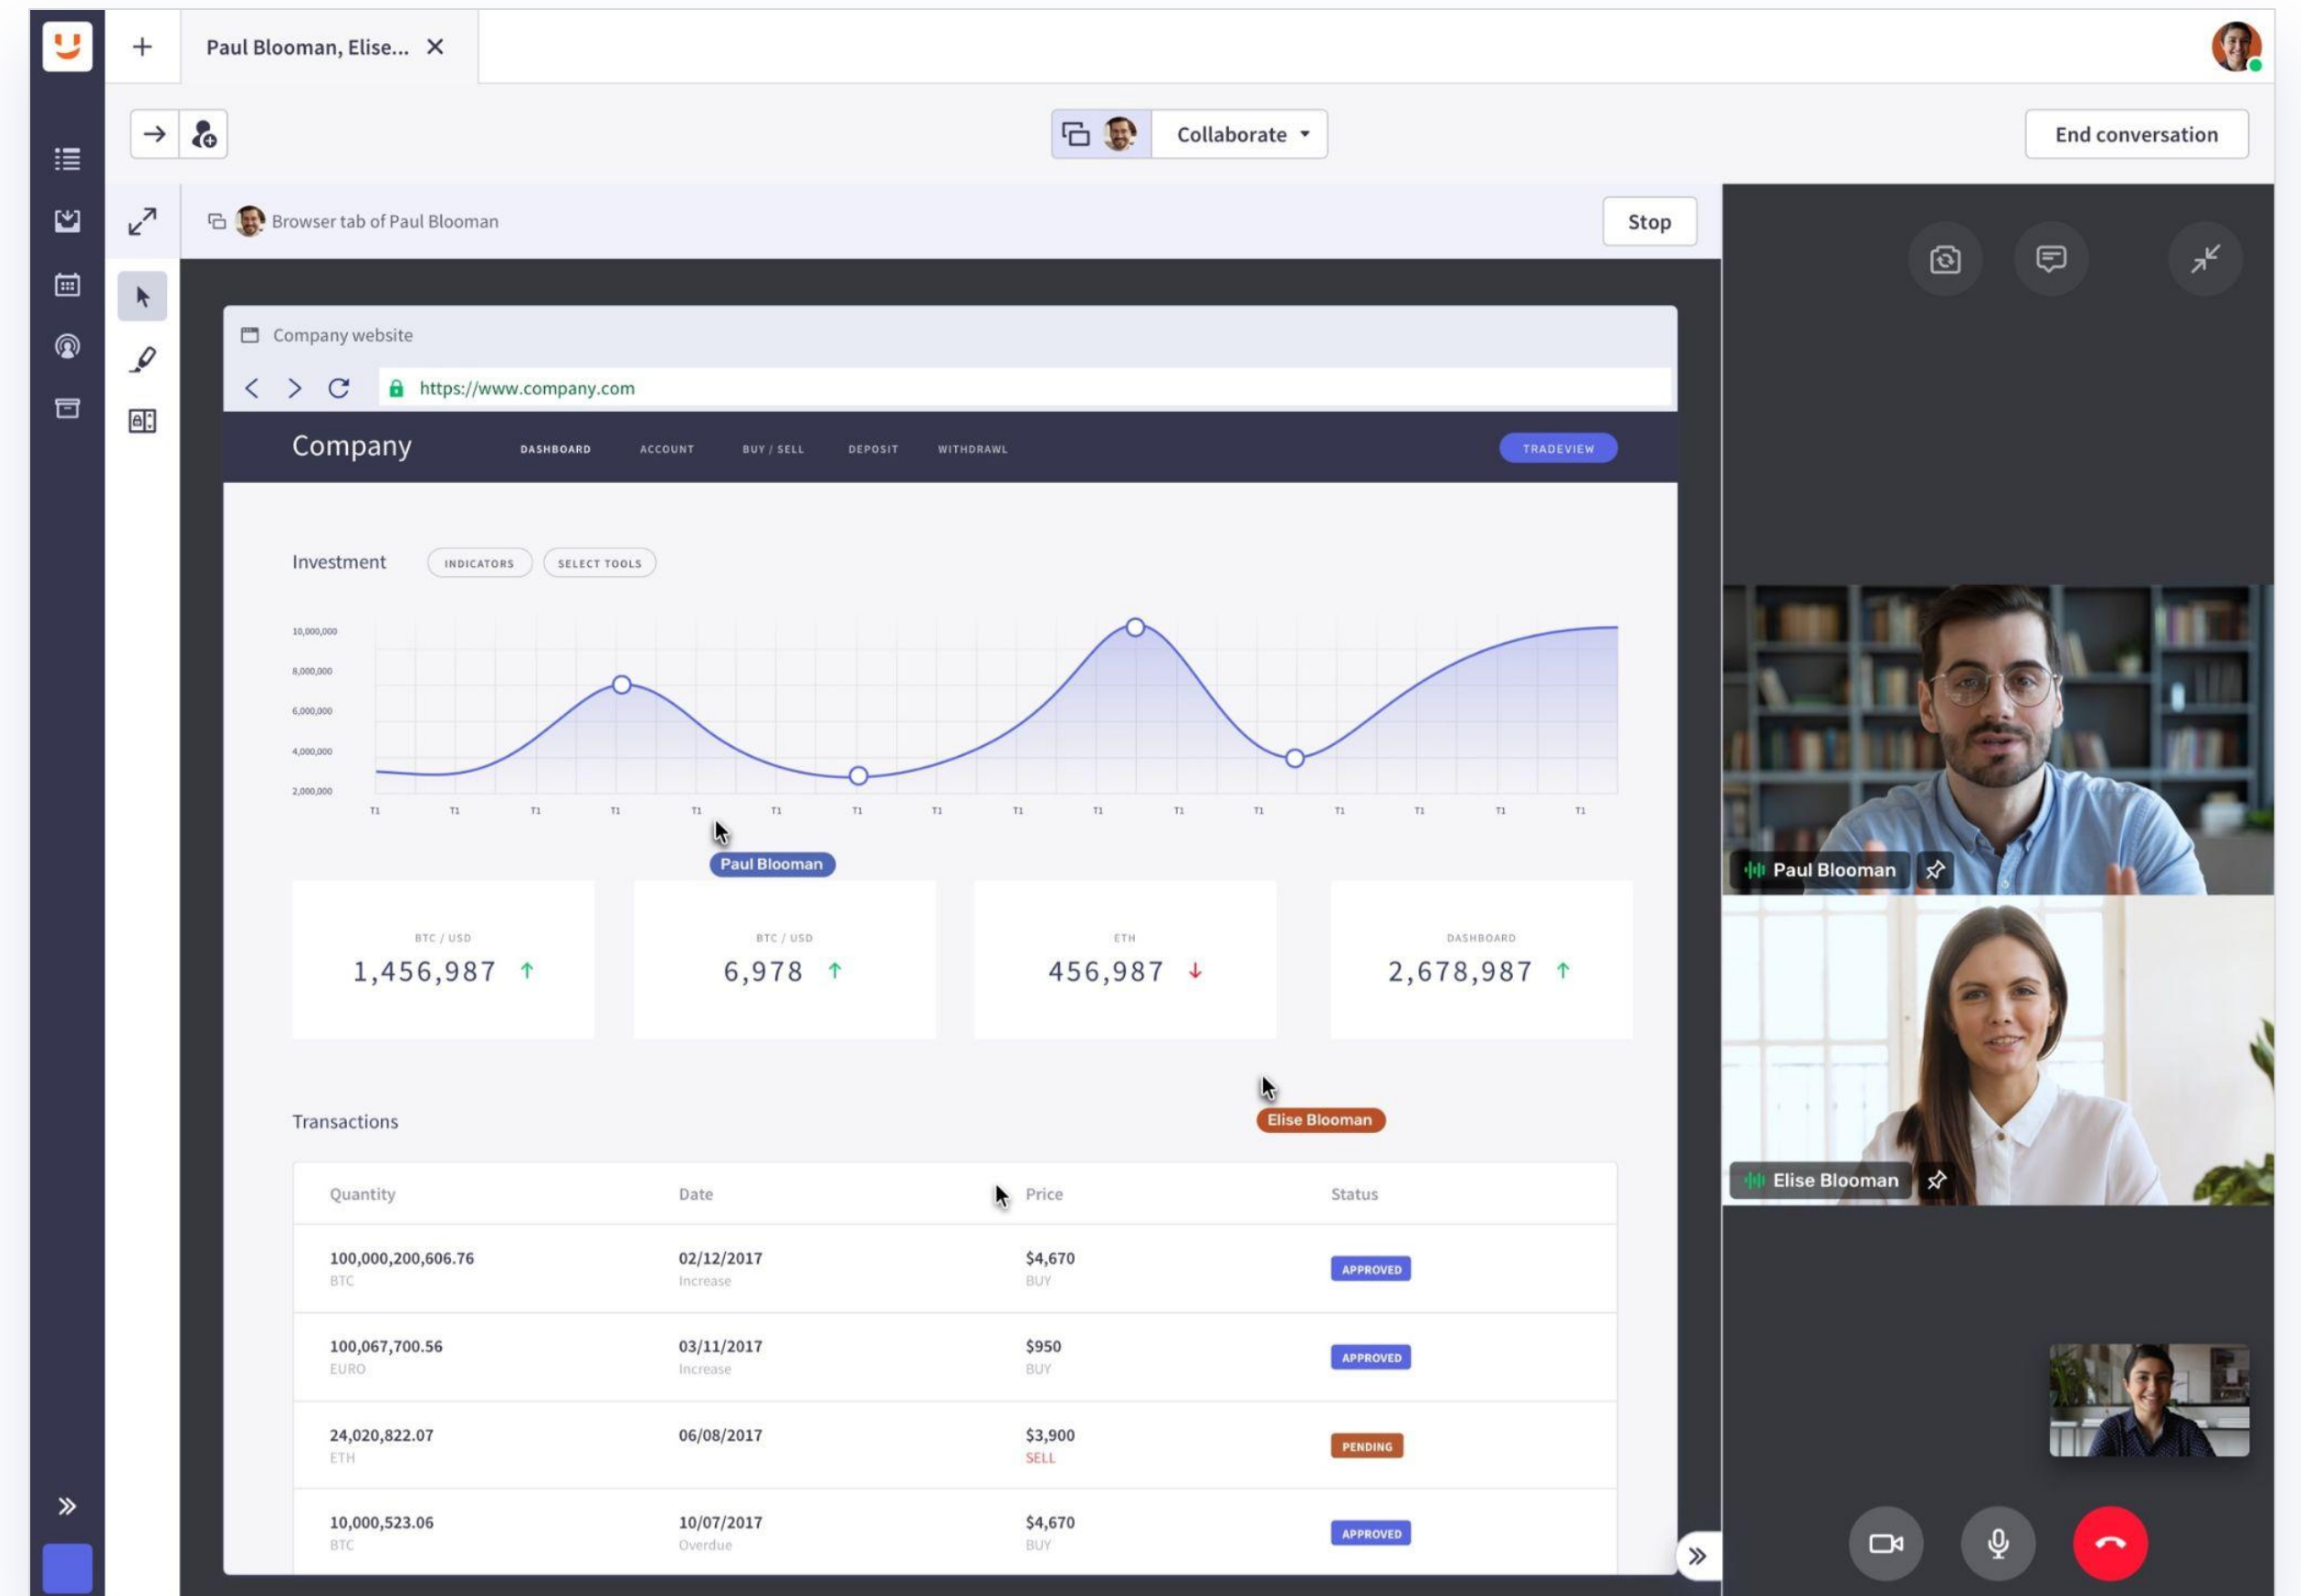 Paul Blooman, Elise...
Collaborate
End conversation
Browser tab of Paul Blooman
Stop
Company website
https://www.company.com
Company
DASHBOARD
ACCOUNT
BUY / SELL
DEPOSIT
WITHDRAWL
TRADEVIEW
Investment
INDICATORS
SELECT TOOLS
10,000,000
8,000,000
6,000,000
4,000,000
2,000,000
T1 T1 T1 T1 T1 T1 T1 T1 T1 T1 T1 T1 T1 T1 T1 T1
Paul Blooman
BTC / USD
1,456,987
BTC / USD
6,978
ETH
456,987
DASHBOARD
2,678,987
Elise Blooman
Transactions
Quantity Date Price Status
100,000,200,606.76 02/12/2017 $4,670 APPROVED
BTC Increase BUY
100,067,700.56 03/11/2017 $950 APPROVED
EURO Increase BUY
24,020,822.07 06/08/2017 $3,900 PENDING
ETH SELL
10,000,523.06 10/07/2017 $4,670 APPROVED
BTC Overdue BUY
Paul Blooman
Elise Blooman